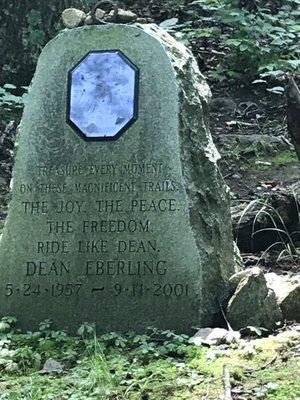 TREASURE EVERY MOMENT
ON THESE MAGNIFICENT TRAILS.
THE JOY. THE PEACE.
THE FREEDOM.
RIDE LIKE DEAN.
DEAN EBERLING
5-24-1957 ~ 9-11-2001